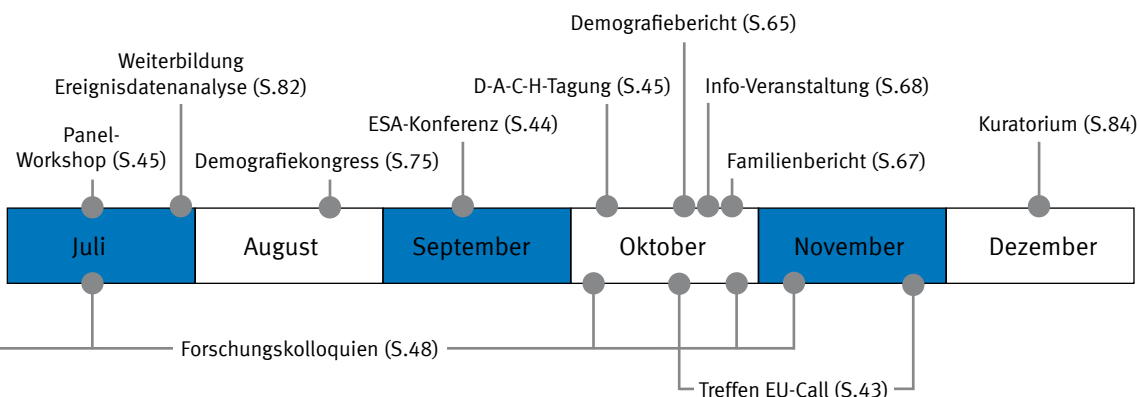 Demografiebericht (S.65)
Weiterbildung
Ereignisdatenanalyse (S.82)
D-A-C-H-Tagung (S.45)
Info-Veranstaltung (S.68)
Panel-
Workshop (S.45)
ESA-Konferenz (S.44)
Kuratorium (S.84)
Demografiekongress (S.75)
Familienbericht (S.67)
Juli
August
September
Oktober
November
Dezember
Forschungskolloquien (S.48)
Treffen EU-Call (S.43)